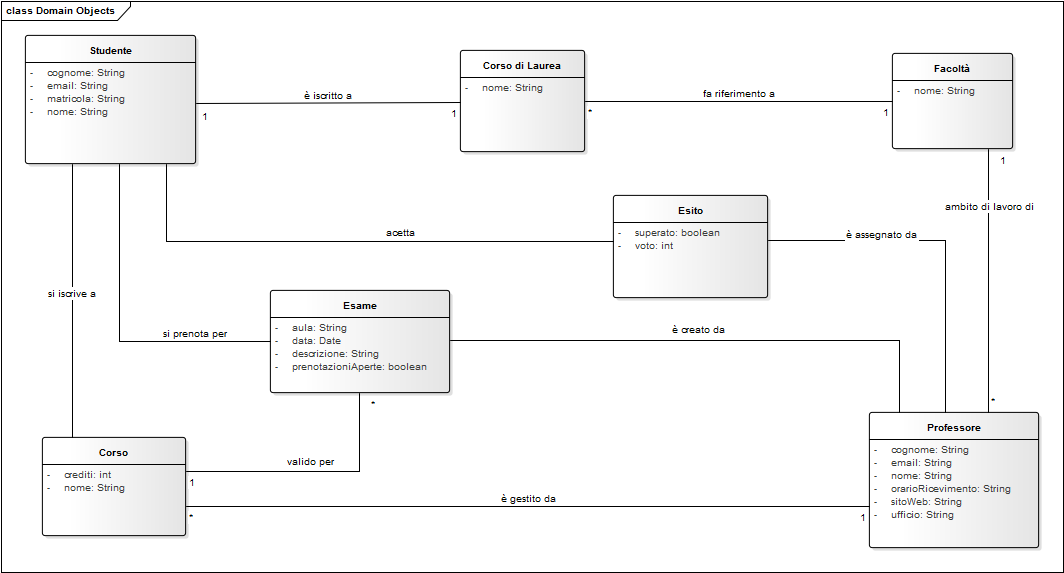 class Domain Objects
Studente
- cognome: String
- email: String
- matricola: String
- nome: String
è iscritto a
1
1
Corso di Laurea
- nome: String
fa riferimento a
*
1
Facoltà
- nome: String
1
ambito di lavoro di
*
acetta
Esito
- superato: boolean
- voto: int
è assegnato da
si iscrive a
si prenota per
Esame
- aula: String
- data: Date
- descrizione: String
- prenotazioniAperte: boolean
*
è creato da
valido per
1
Corso
- crediti: int
- nome: String
*
è gestito da
1
Professore
- cognome: String
- email: String
- nome: String
- orarioRicevimento: String
- sitoWeb: String
- ufficio: String